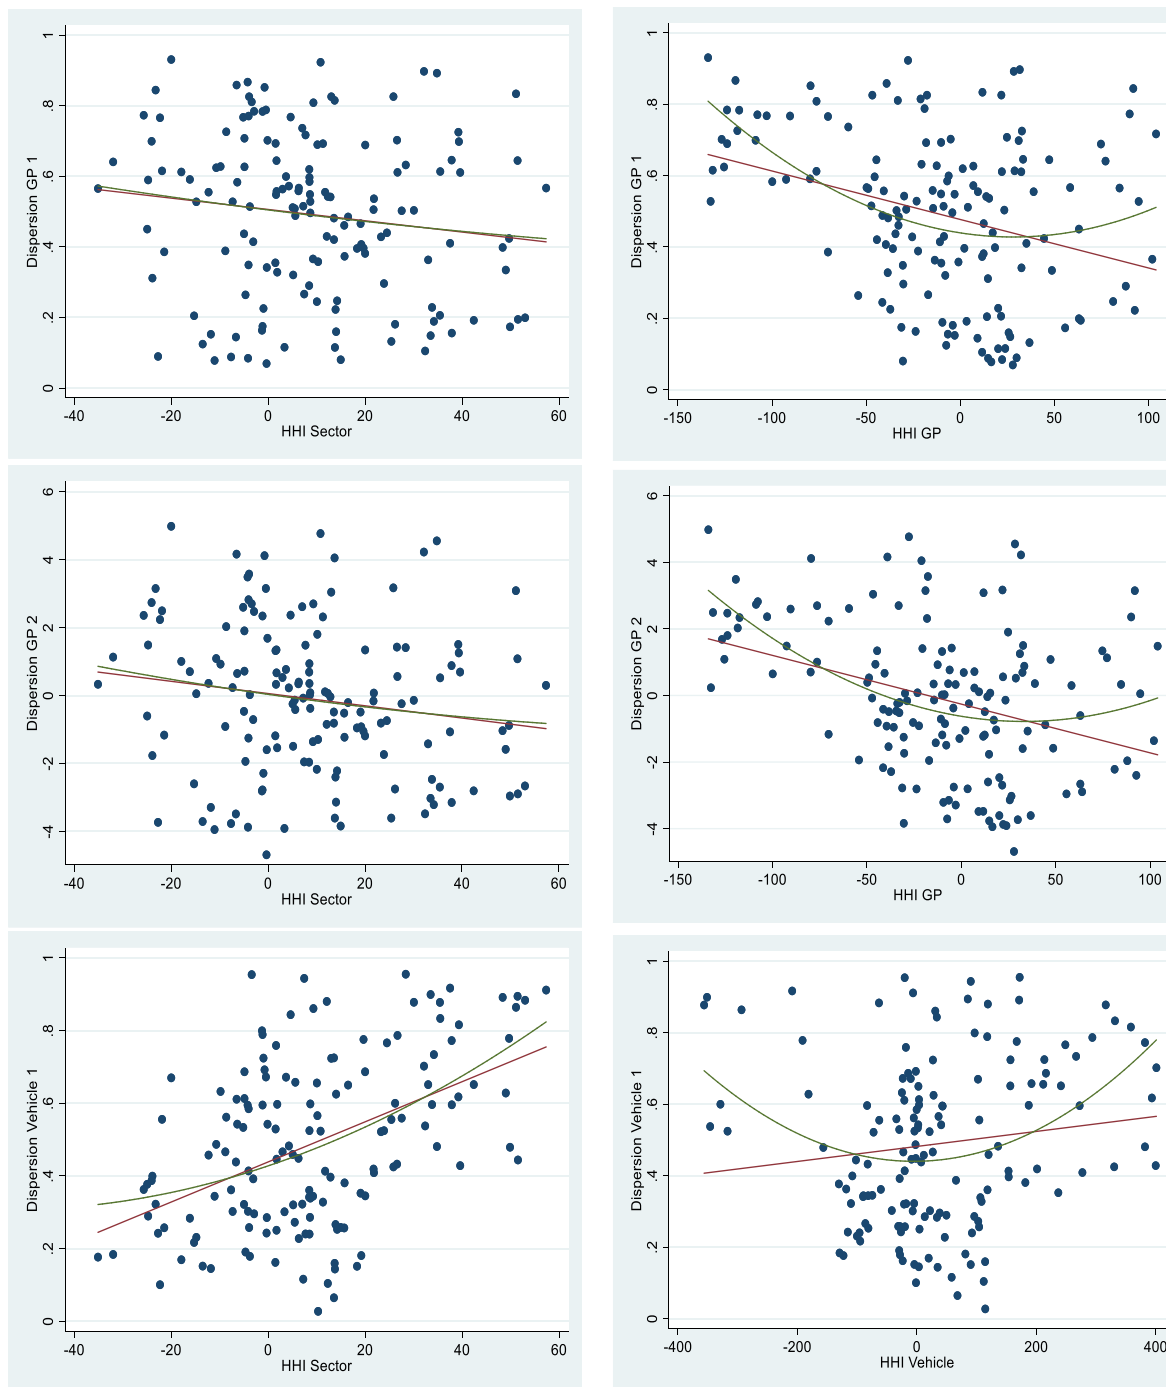 1
.8
.6
.4
.2
0
Dispersion GP 1
-40 -20 0 20 40 60
HHI Sector
1
.8
.6
.4
.2
0
Dispersion GP 1
-150 -100 -50 0 50 100
HHI GP
6
4
2
0
-2
-4
Dispersion GP 2
-40 -20 0 20 40 60
HHI Sector
6
4
2
0
-2
-4
Dispersion GP 2
-150 -100 -50 0 50 100
HHI GP
1
.8
.6
.4
.2
0
Dispersion Vehicle 1
-40 -20 0 20 40 60
HHI Sector
1
.8
.6
.4
.2
0
Dispersion Vehicle 1
-400 -200 0 200 400
HHI Vehicle